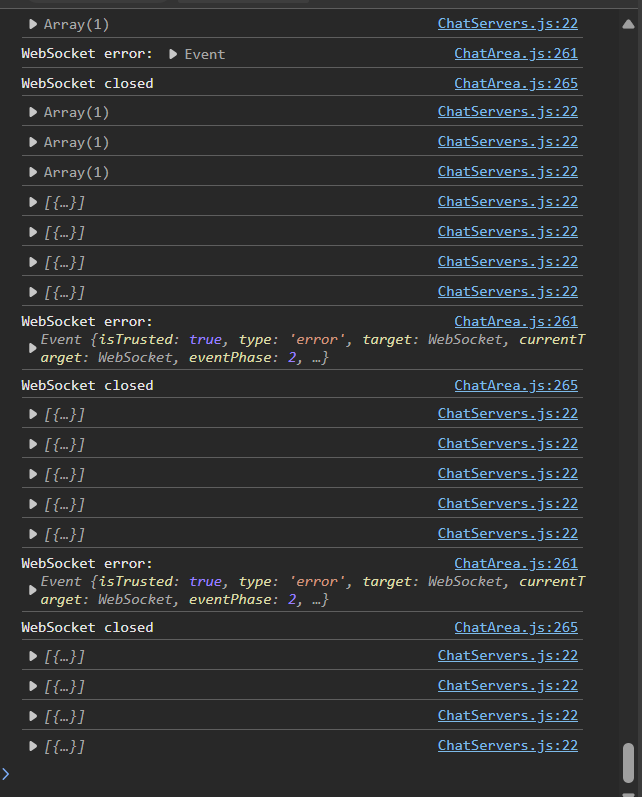 Array(1) ChatServers.js:22
WebSocket error: Event ChatArea.js:261
WebSocket closed ChatArea.js:265
Array(1) ChatServers.js:22
Array(1) ChatServers.js:22
Array(1) ChatServers.js:22
[{…}] ChatServers.js:22
[{…}] ChatServers.js:22
[{…}] ChatServers.js:22
[{…}] ChatServers.js:22
WebSocket error: ChatArea.js:261
Event {isTrusted: true, type: 'error', target: WebSocket, currentT
arget: WebSocket, eventPhase: 2, …}
WebSocket closed ChatArea.js:265
[{…}] ChatServers.js:22
[{…}] ChatServers.js:22
[{…}] ChatServers.js:22
[{…}] ChatServers.js:22
[{…}] ChatServers.js:22
WebSocket error: ChatArea.js:261
Event {isTrusted: true, type: 'error', target: WebSocket, currentT
arget: WebSocket, eventPhase: 2, …}
WebSocket closed ChatArea.js:265
[{…}] ChatServers.js:22
[{…}] ChatServers.js:22
[{…}] ChatServers.js:22
[{…}] ChatServers.js:22